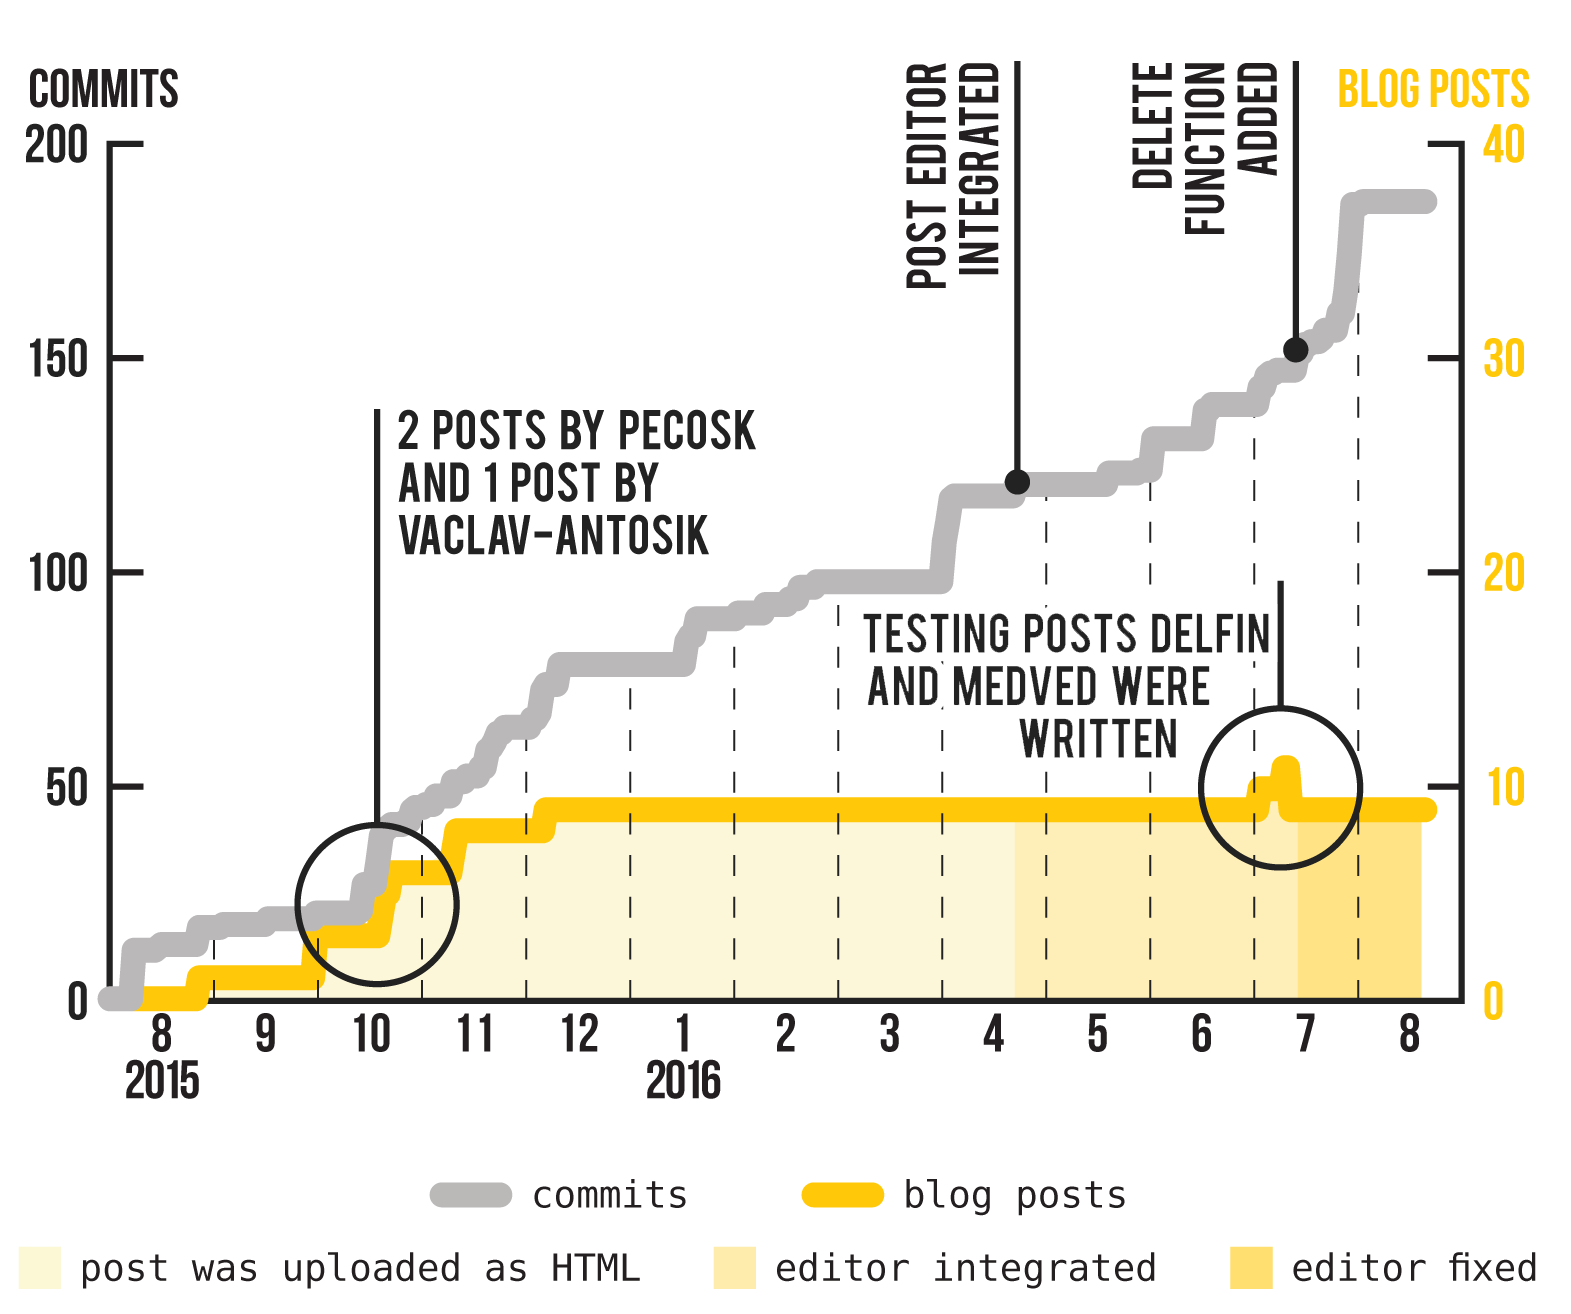 COMMITS
BLOG POSTS
200
150
100
50
0
40
30
20
10
0
POST EDITOR
INTEGRATED
DELETE
FUNCTION
ADDED
2 POSTS BY PECOSK
AND 1 POST BY
VACLAV-ANTOSIK
TESTING POSTS DELFIN
AND MEDVED WERE
WRITTEN
8 9 10 11 12 1 2 3 4 5 6 7 8
2015 2016
commits blog posts
post was uploaded as HTML editor integrated editor fixed